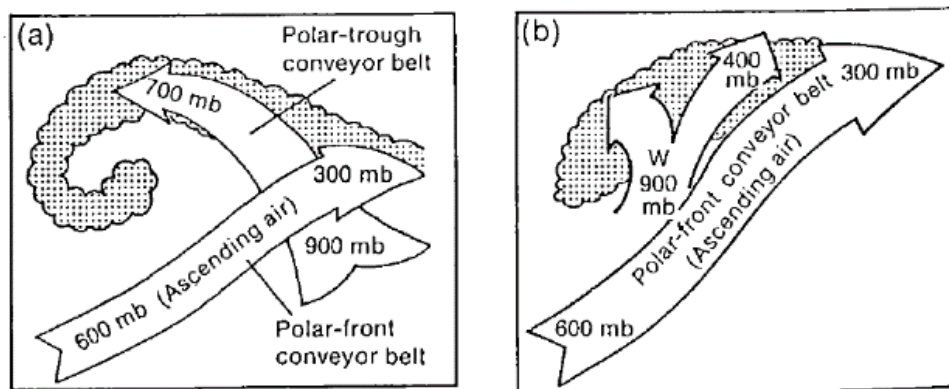 (a)
Polar-trough
conveyor belt
700 mb
300 mb
900 mb
600 mb (Ascending air)
Polar-front
conveyor belt
(b)
400
mb
300 mb
W
900
mb
Polar-front conveyor belt
(Ascending air)
600 mb